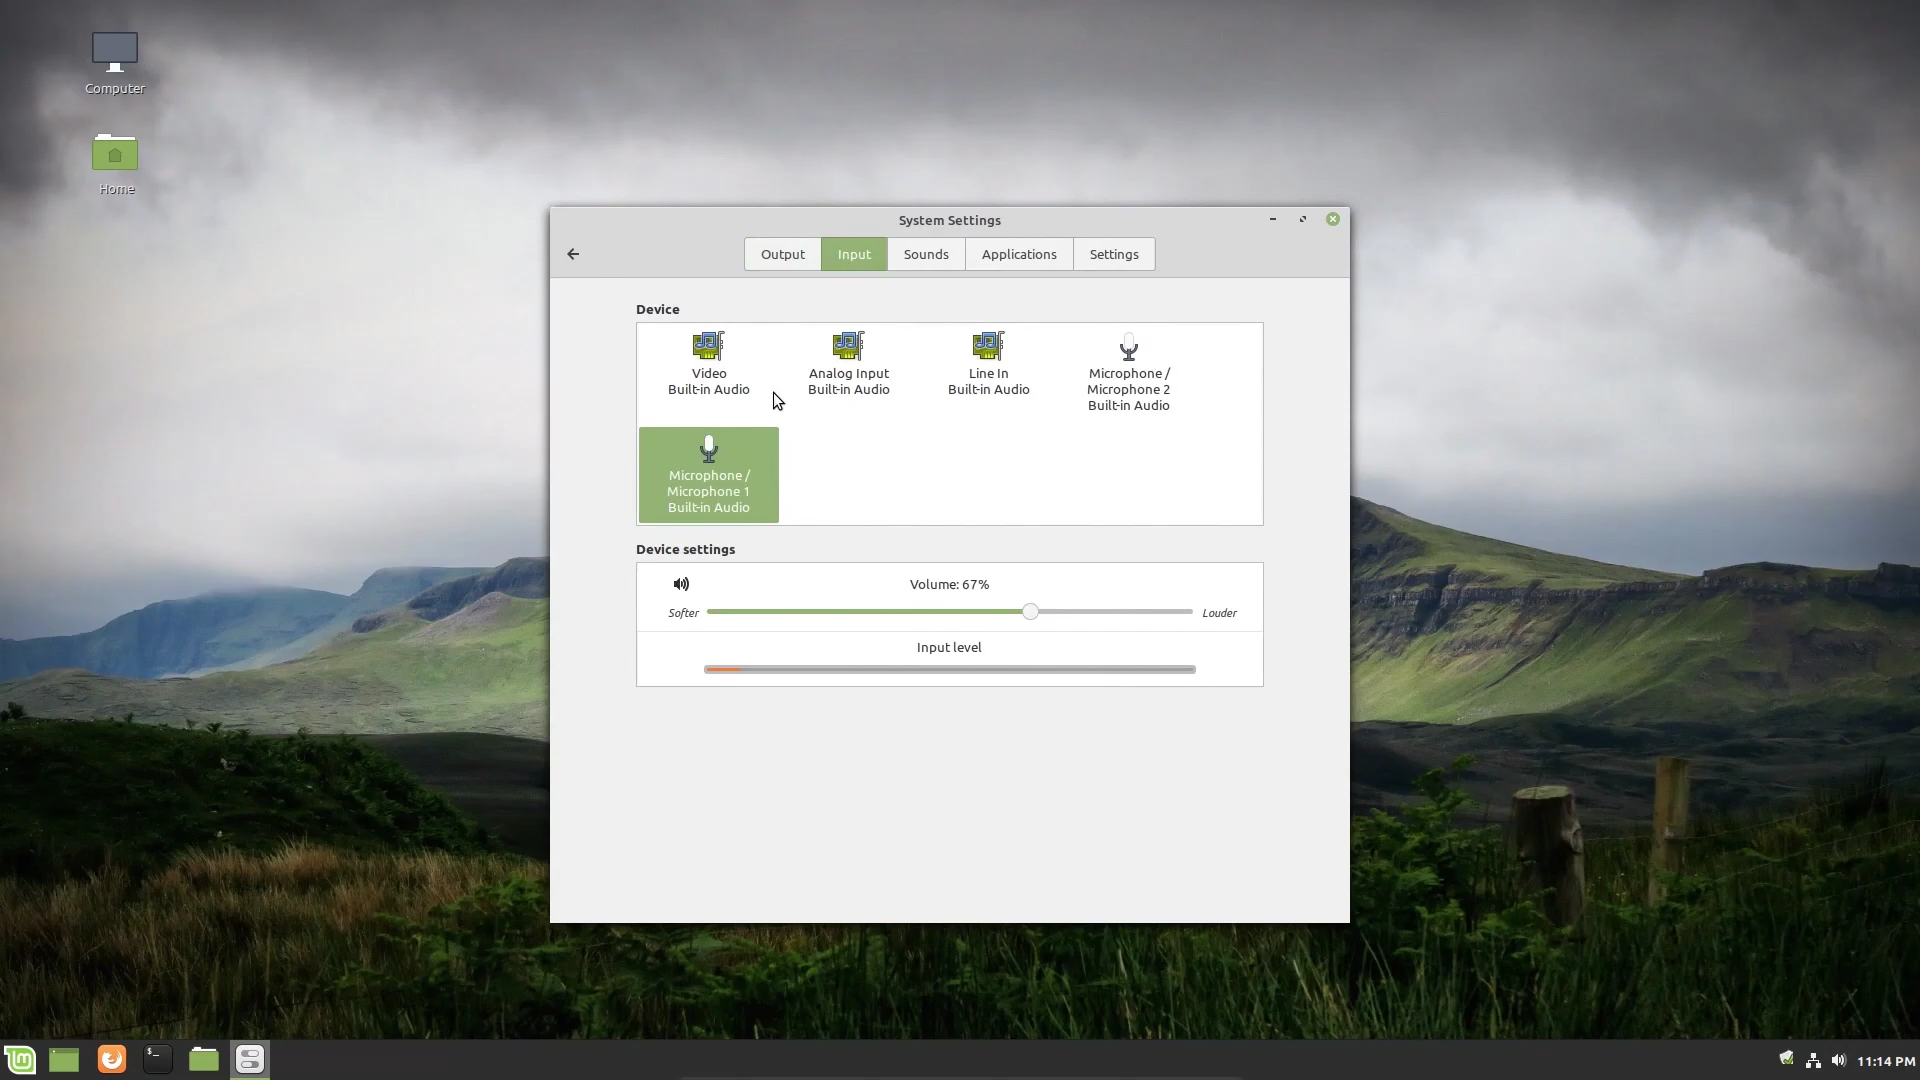 Computer
Home
System Settings
Output
Input
Sounds
Applications
Settings
Device
Video
Built-in Audio
Analog Input
Built-in Audio
Line In
Built-in Audio
Microphone /
Microphone 2
Built-in Audio
Microphone /
Microphone 1
Built-in Audio
Device settings
Volume: 67%
Softer
Louder
Input level
11:14 PM